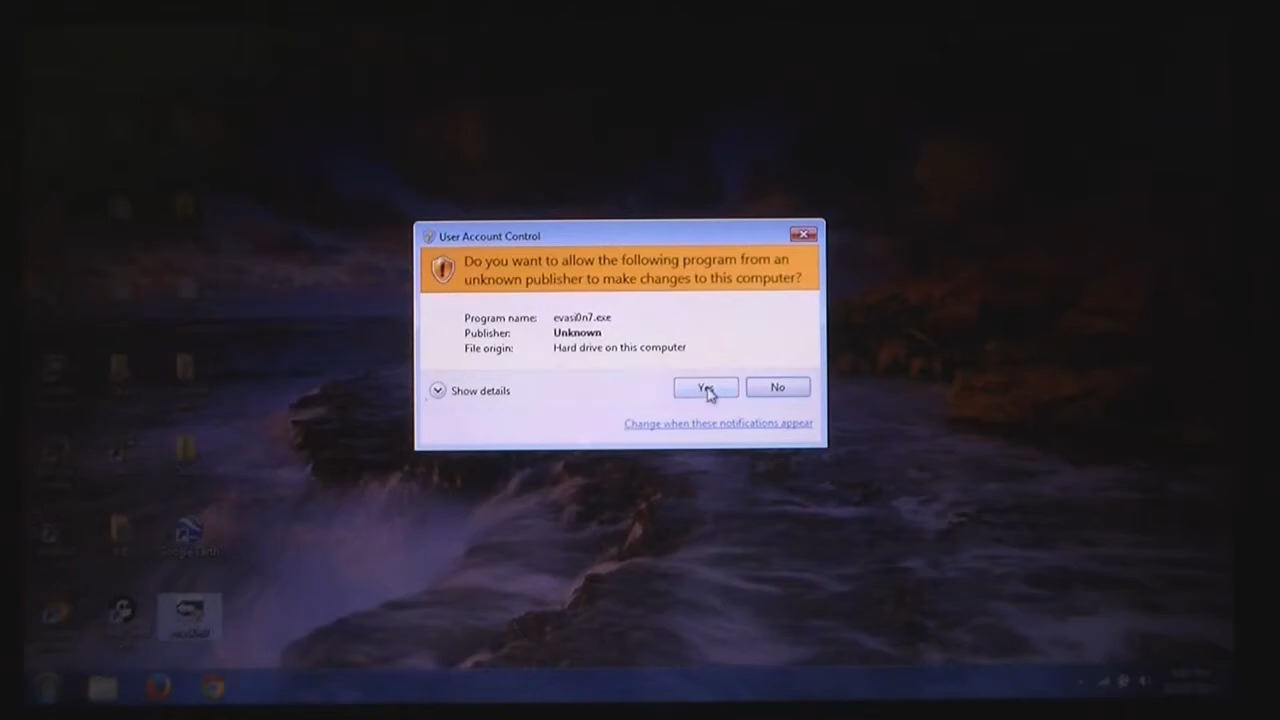 User Account Control
Do you want to allow the following program from an
unknown publisher to make changes to this computer?
Program name: evasi0n7.exe
Publisher: Unknown
File origin: Hard drive on this computer
Show details
Yes
No
Change when these notifications appear
Google Earth